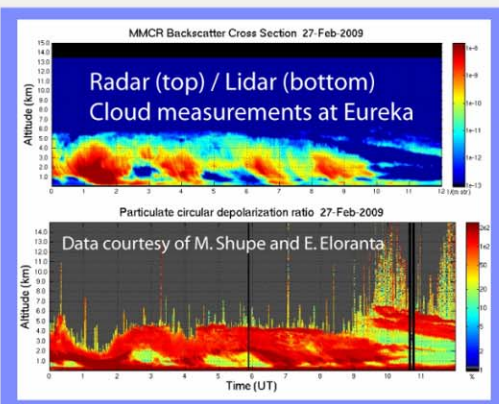 MMCR Backscatter Cross Section 27-Feb-2009
Altitude (km)
15.0
14.0
13.0
12.0
11.0
10.0
9.0
8.0
7.0
6.0
5.0
4.0
3.0
2.0
1.0
Radar (top) / Lidar (bottom)
Cloud measurements at Eureka
1e-8
1e-10
1e-11
1e-12
1e-13
0 1 2 3 4 5 6 7 8 9 10 11 12
1/(m str)
Particulate circular depolarization ratio 27-Feb-2009
Altitude (km)
14.0
13.0
12.0
11.0
10.0
9.0
8.0
7.0
6.0
5.0
4.0
3.0
2.0
1.0
Data courtesy of M. Shupe and E. Eloranta
2e2
1e2
50
20
10
5
2
%
0 1 2 3 4 5 6 7 8 9 10 11
Time (UT)